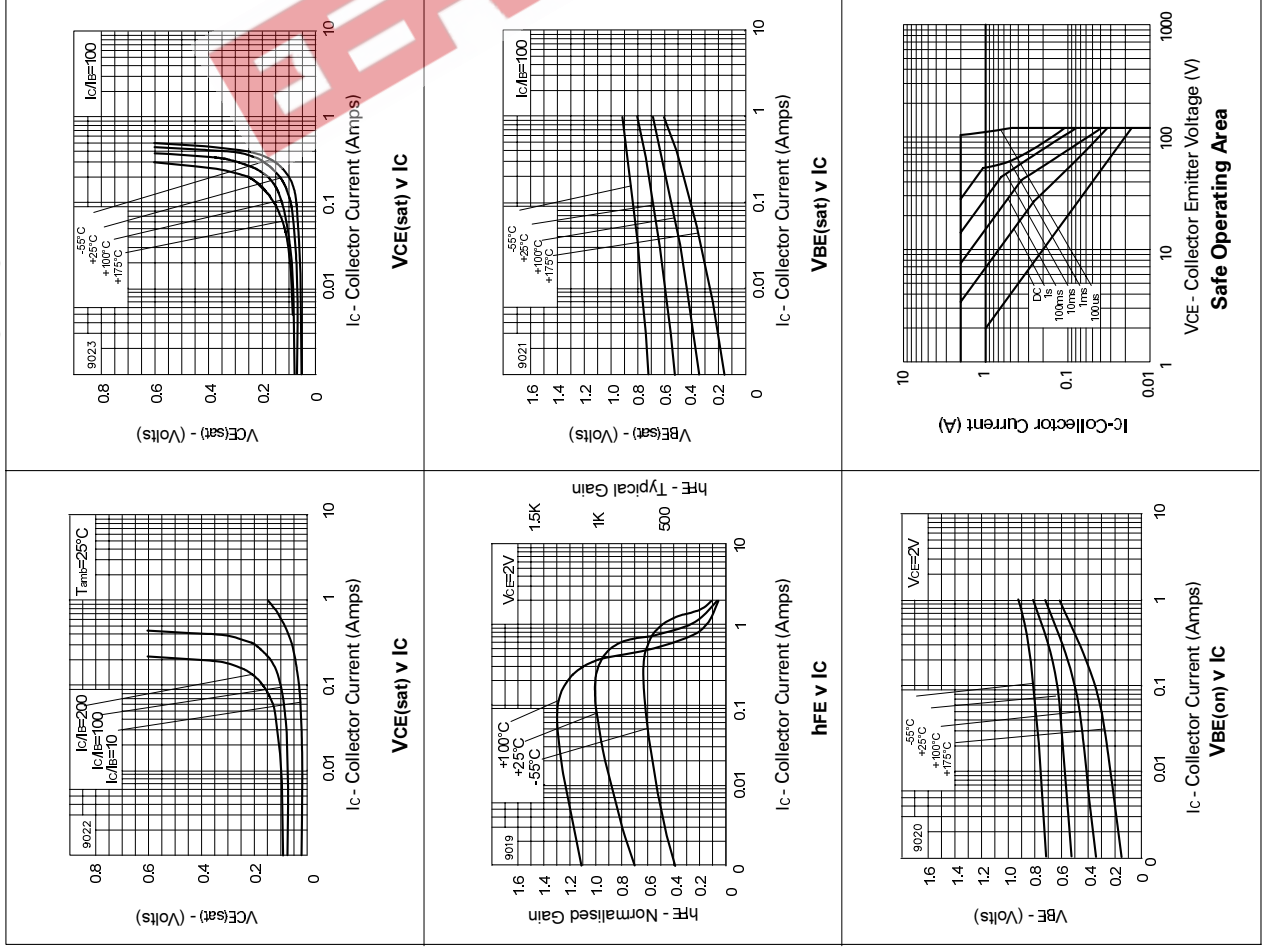 0.8
0.6
0.4
0.2
0
VCE(sat) - (Volts)
9022
IC/IB=200
IC/IB=100
IC/IB=10
Tamb=25°C
0.01
0.1
1
10
IC - Collector Current (Amps)
VCE(sat) v IC
0.8
0.6
0.4
0.2
0
VCE(sat) - (Volts)
9023
-55°C
+25°C
+100°C
+175°C
IC/IB=100
0.01
0.1
1
10
IC - Collector Current (Amps)
VCE(sat) v IC
1.6
1.4
1.2
1.0
0.8
0.6
0.4
0.2
0
hFE - Normalised Gain
9019
+100°C
+25°C
-55°C
VCE=2V
1.5K
1K
500
hFE - Typical Gain
0
0.01
0.1
1
10
IC - Collector Current (Amps)
hFE v IC
1.6
1.4
1.2
1.0
0.8
0.6
0.4
0.2
0
VBE(sat) - (Volts)
9021
-55°C
+25°C
+100°C
+175°C
IC/IB=100
0
0.01
0.1
1
10
IC - Collector Current (Amps)
VBE(sat) v IC
1.6
1.4
1.2
1.0
0.8
0.6
0.4
0.2
0
VBE - (Volts)
9020
-55°C
+25°C
+100°C
+175°C
VCE=2V
0
0.01
0.1
1
10
IC - Collector Current (Amps)
VBE(on) v IC
10
1
0.1
0.01
IC-Collector Current (A)
DC
1s
100ms
10ms
1ms
100us
1
10
100
1000
VCE - Collector Emitter Voltage (V)
Safe Operating Area